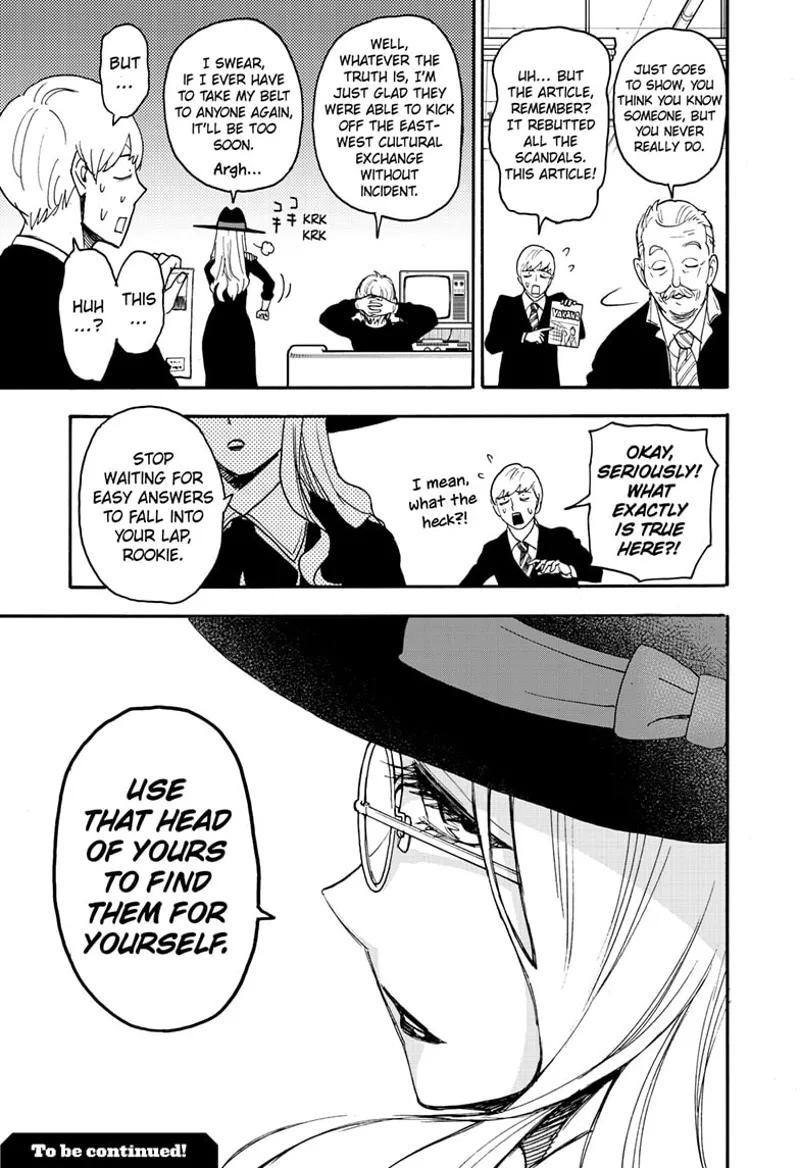 JUST GOES
TO SHOW, YOU
THINK YOU KNOW
SOMEONE, BUT
YOU NEVER
REALLY DO.
UH... BUT
THE ARTICLE,
REMEMBER?
IT REBUTTED
ALL THE
SCANDALS.
THIS ARTICLE!
WELL,
WHATEVER THE
TRUTH IS, I'M
JUST GLAD THEY
WERE ABLE TO KICK
OFF THE EAST-
WEST CULTURAL
EXCHANGE
WITHOUT
INCIDENT.
I SWEAR,
IF I EVER HAVE
TO TAKE MY BELT
TO ANYONE AGAIN,
IT'LL BE TOO
SOON.
Argh...
コキ
コキ
KRK
KRK
BUT
...
THIS
...
HUH
...?
OKAY,
SERIOUSLY!
WHAT
EXACTLY
IS TRUE
HERE?!
I mean,
what the
heck?!
STOP
WAITING FOR
EASY ANSWERS
TO FALL INTO
YOUR LAP,
ROOKIE.
USE
THAT HEAD
OF YOURS
TO FIND
THEM FOR
YOURSELF.
To be continued!